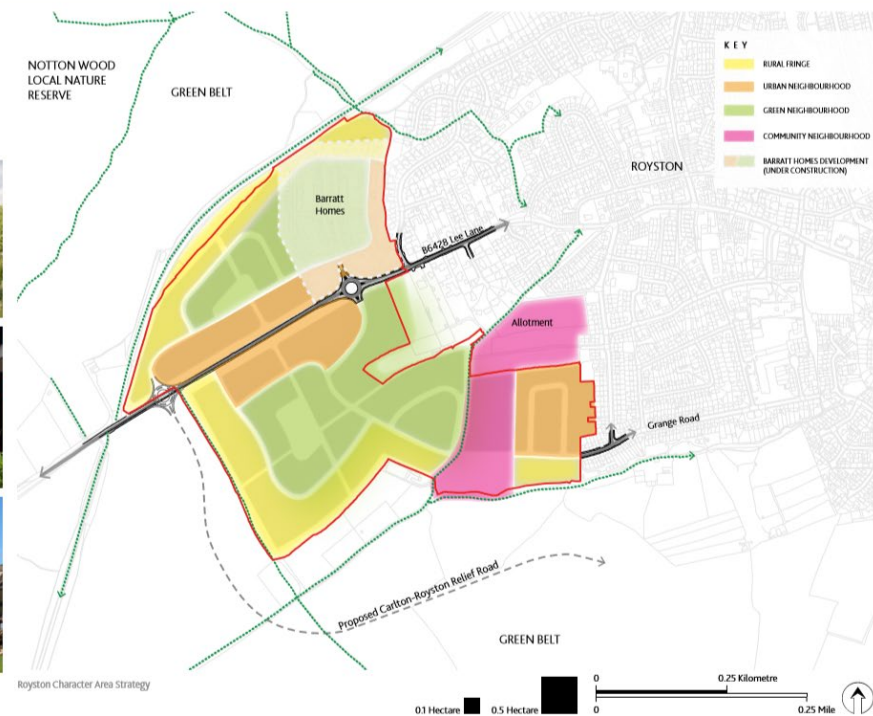 NOTTON WOOD
LOCAL NATURE
RESERVE
GREEN BELT
KEY
RURAL FRINGE
URBAN NEIGHBOURHOOD
GREEN NEIGHBOURHOOD
COMMUNITY NEIGHBOURHOOD
BARRATT HOMES DEVELOPMENT
(UNDER CONSTRUCTION)
ROYSTON
Barratt
Homes
B6428 Lee Lane
Allotment
Grange Road
Proposed Carlton-Royston Relief Road
GREEN BELT
Royston Character Area Strategy
0.1 Hectare
0.5 Hectare
0
0.25 Kilometre
0
0.25 Mile